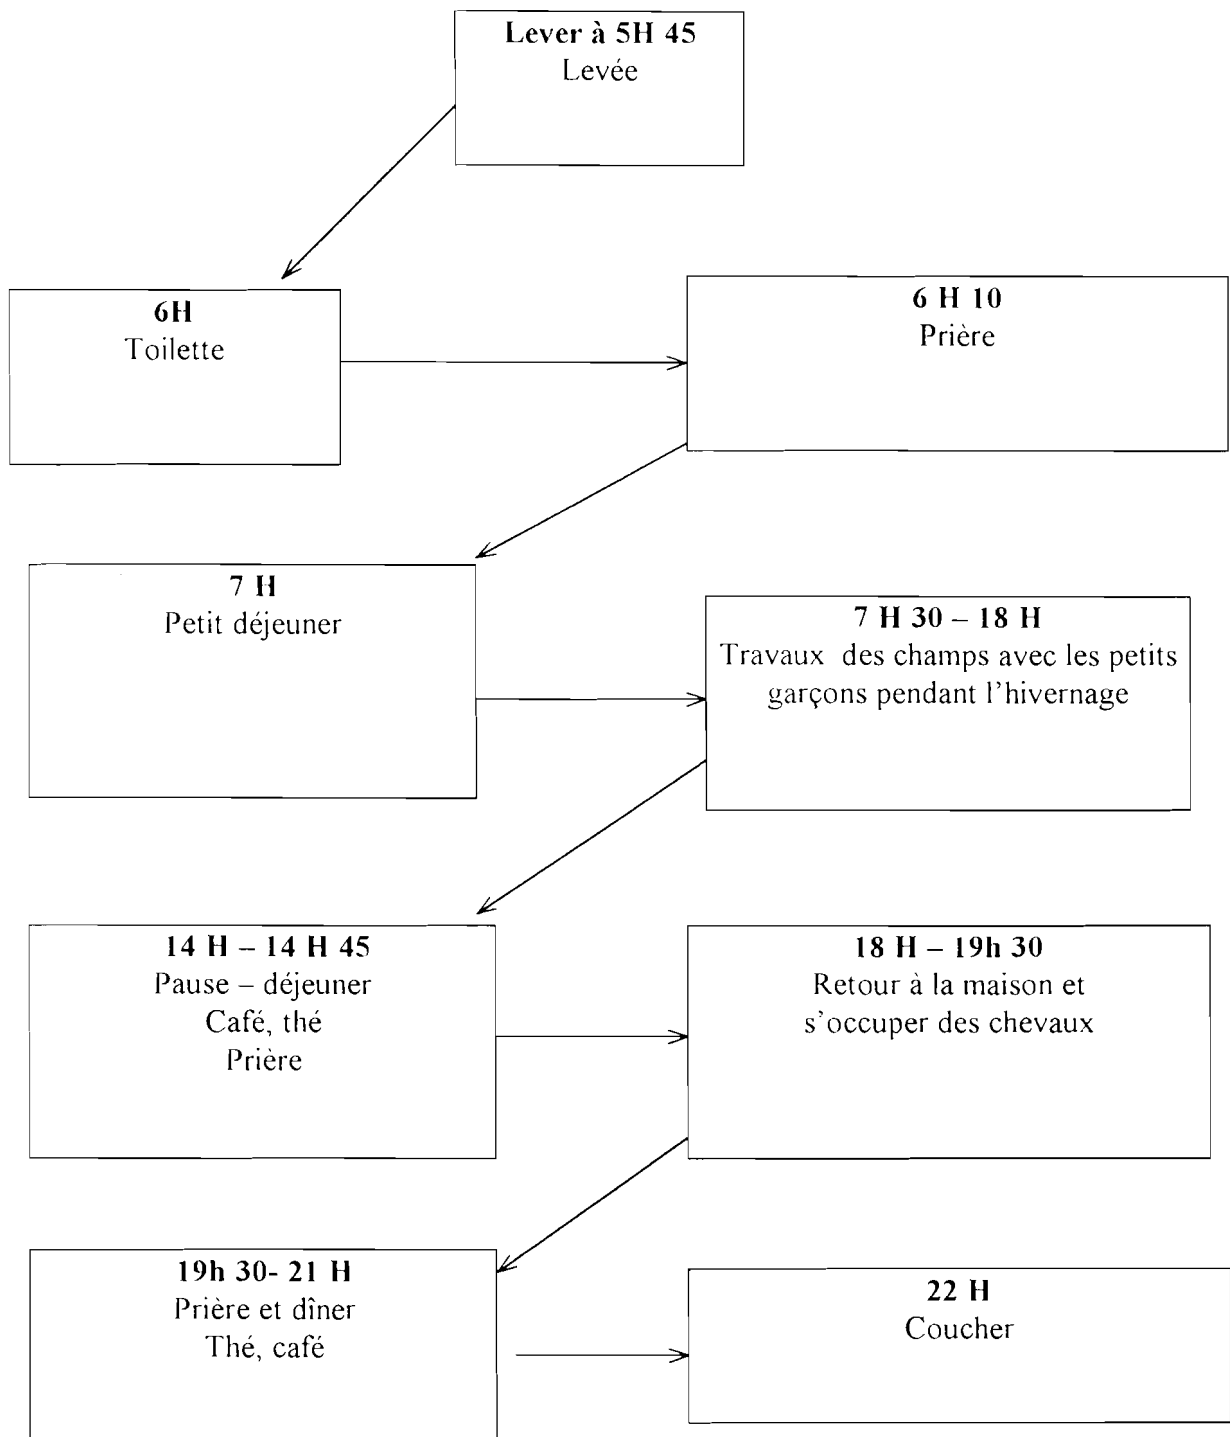 Lever à 5H 45
Levée
6H
Toilette
6 H 10
Prière
7 H
Petit déjeuner
7 H 30 – 18 H
Travaux des champs avec les petits
garçons pendant l'hivernage
14 H – 14 H 45
Pause – déjeuner
Café, thé
Prière
18 H – 19h 30
Retour à la maison et
s'occuper des chevaux
19h 30- 21 H
Prière et dîner
Thé, café
22 H
Coucher